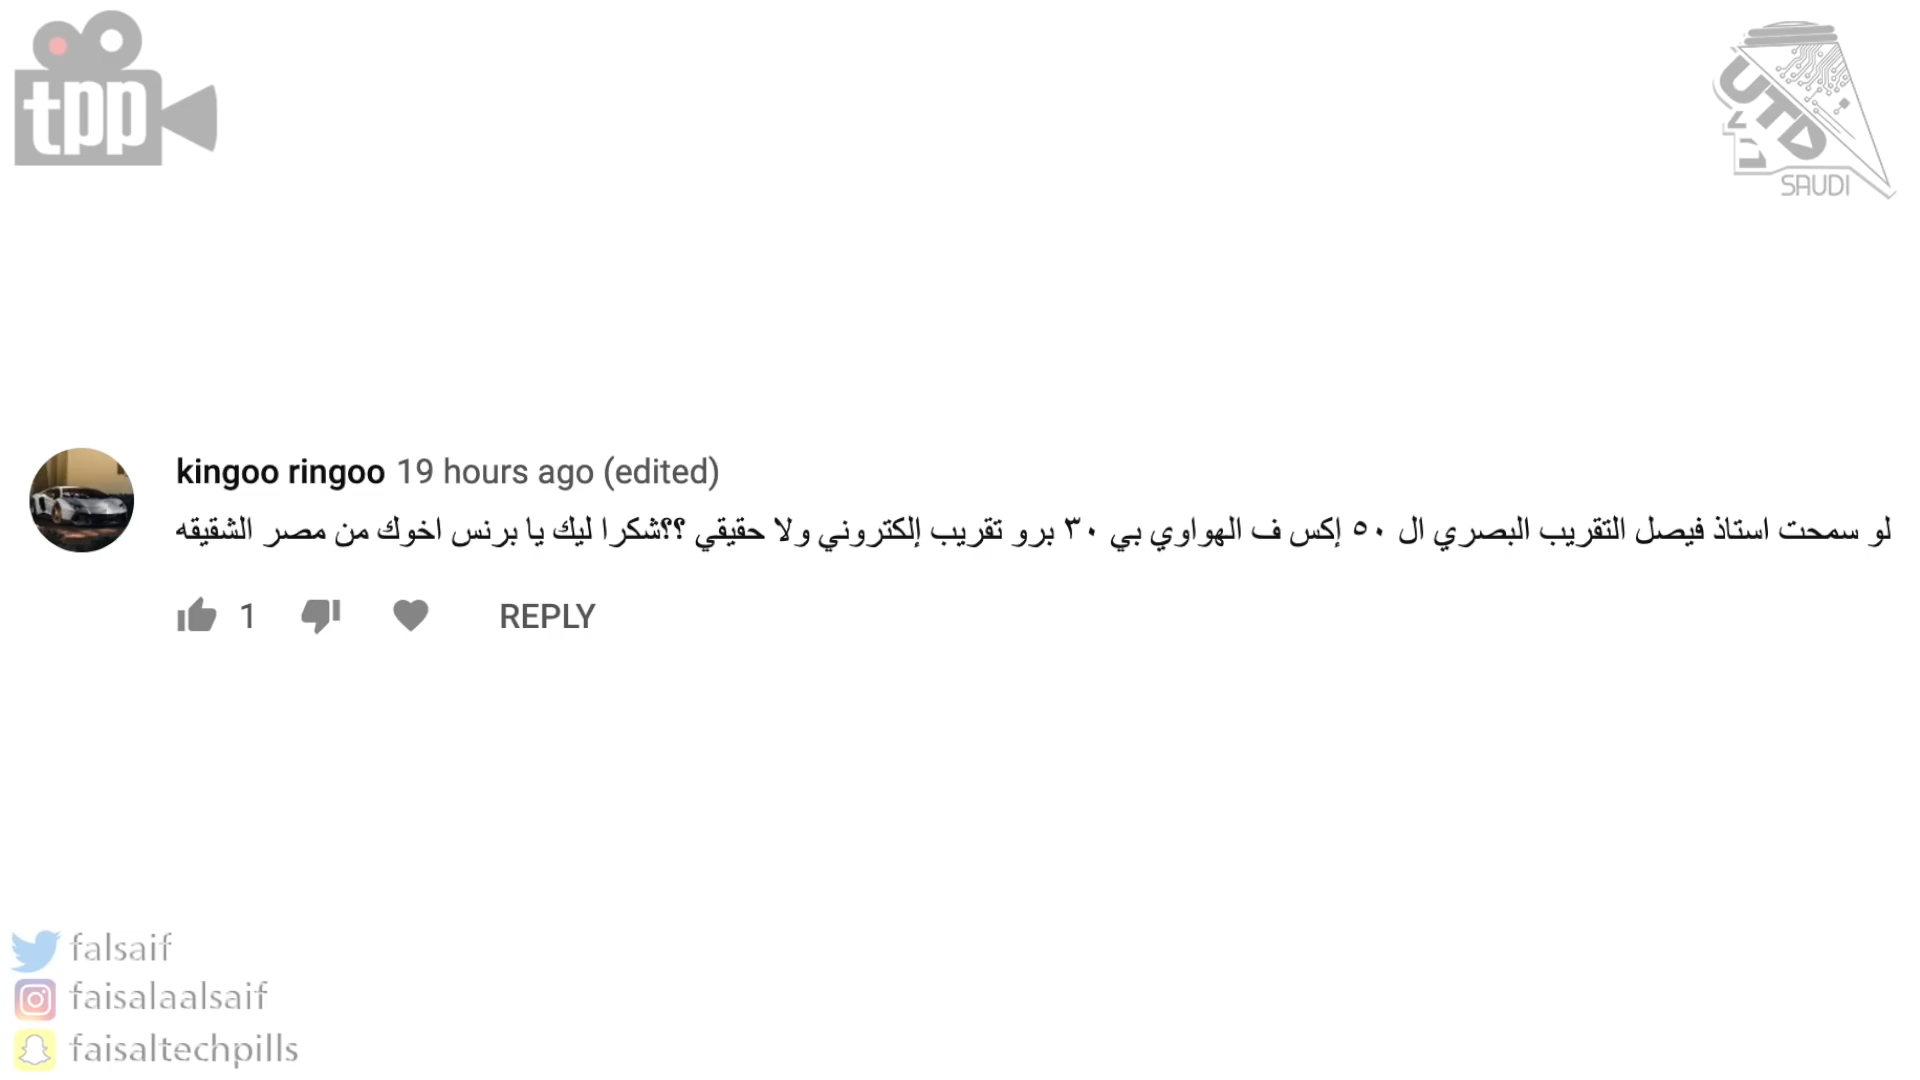 tpp
UTD
SAUDI
kingoo ringoo 19 hours ago (edited)
لو سمحت استاذ فيصل التقريب البصري ال ٥٠ إكس ف الهواوي بي ٣٠ برو تقريب إلكتروني ولا حقيقي ؟؟شكرا ليك يا برنس اخوك من مصر الشقيقه
1 REPLY
falsaif
faisalaalsaif
faisaltechpills